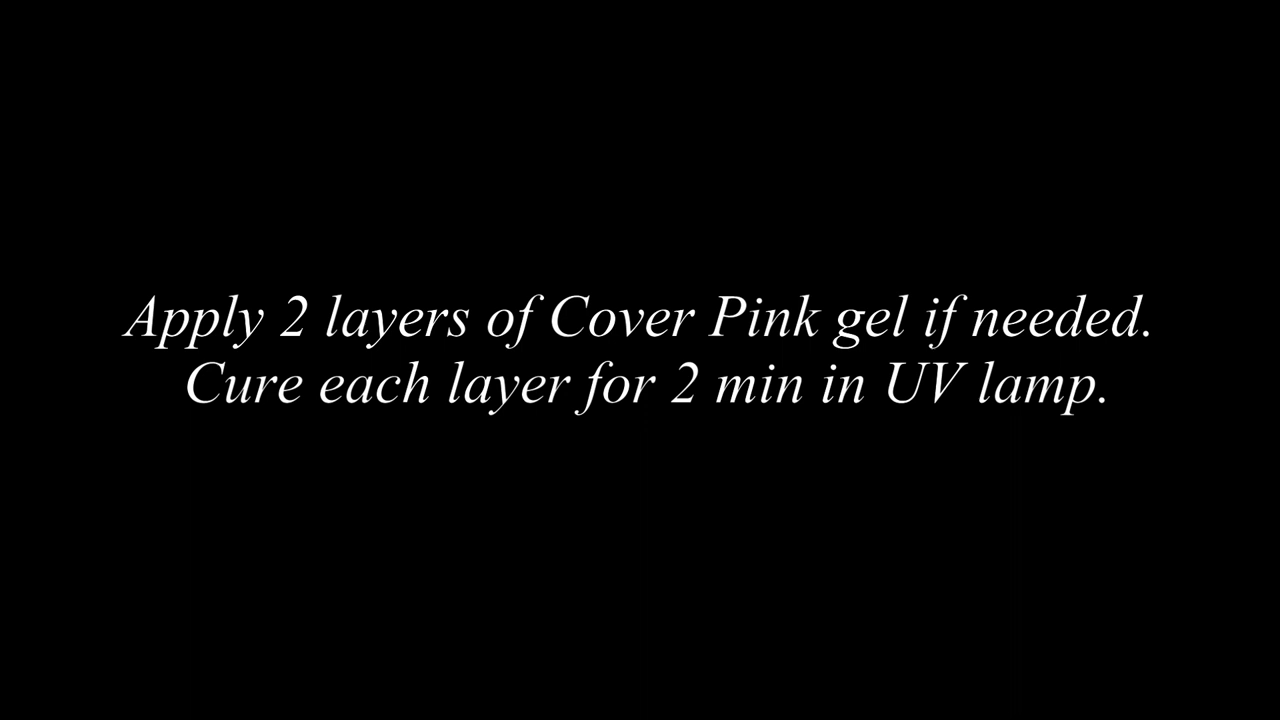 Apply 2 layers of Cover Pink gel if needed.
Cure each layer for 2 min in UV lamp.